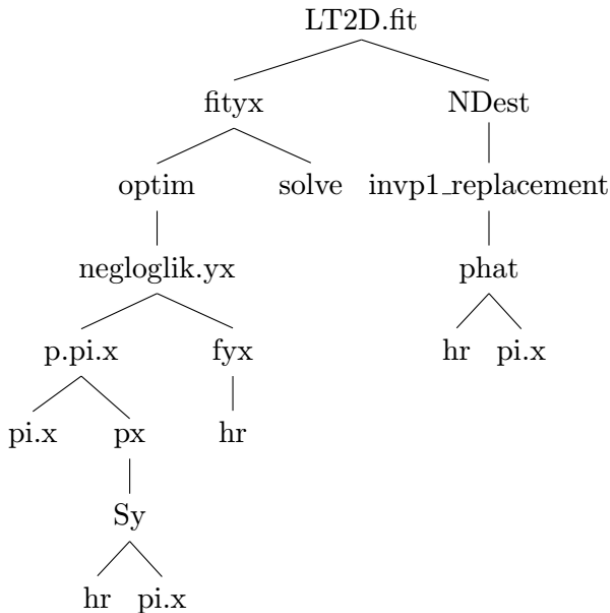 LT2D.fit
fityx NDest
optim solve invp1_replacement
negloglik.yx phat
p.pi.x fyx hr pi.x
pi.x px hr
Sy
hr pi.x